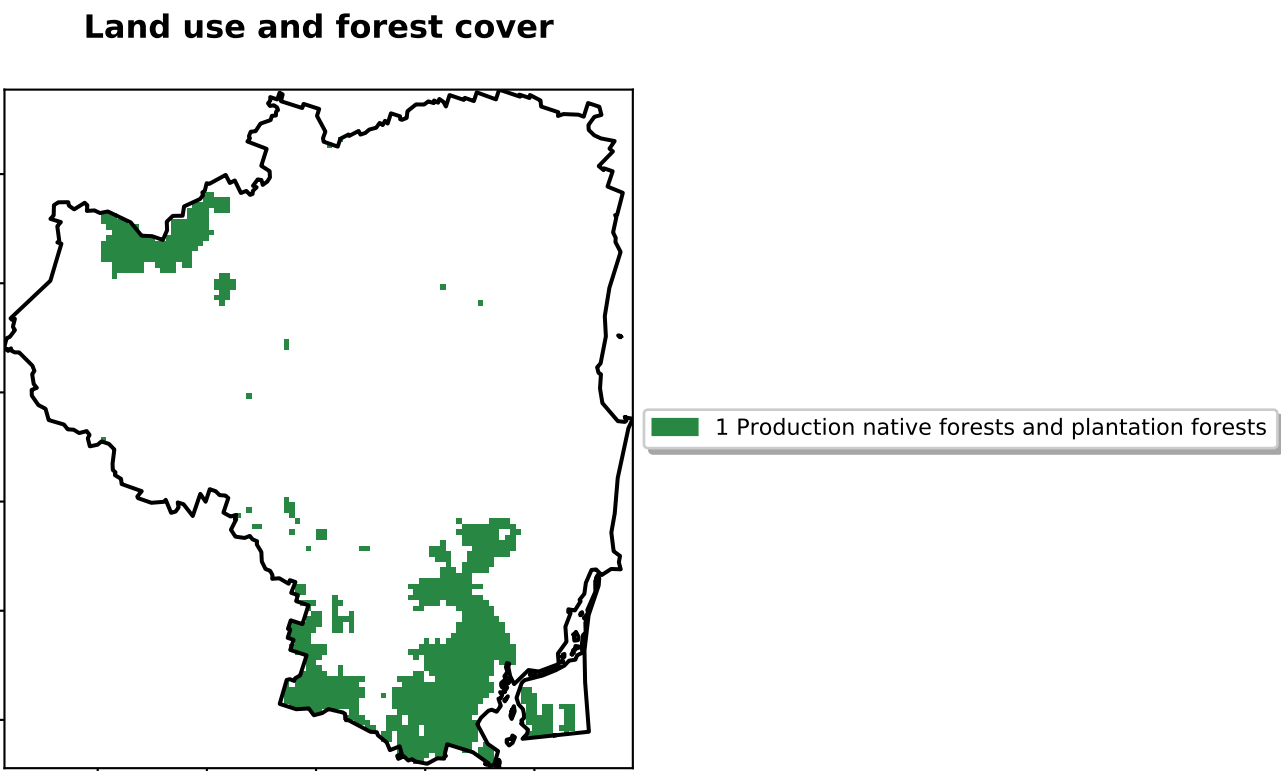 Land use and forest cover
1 Production native forests and plantation forests